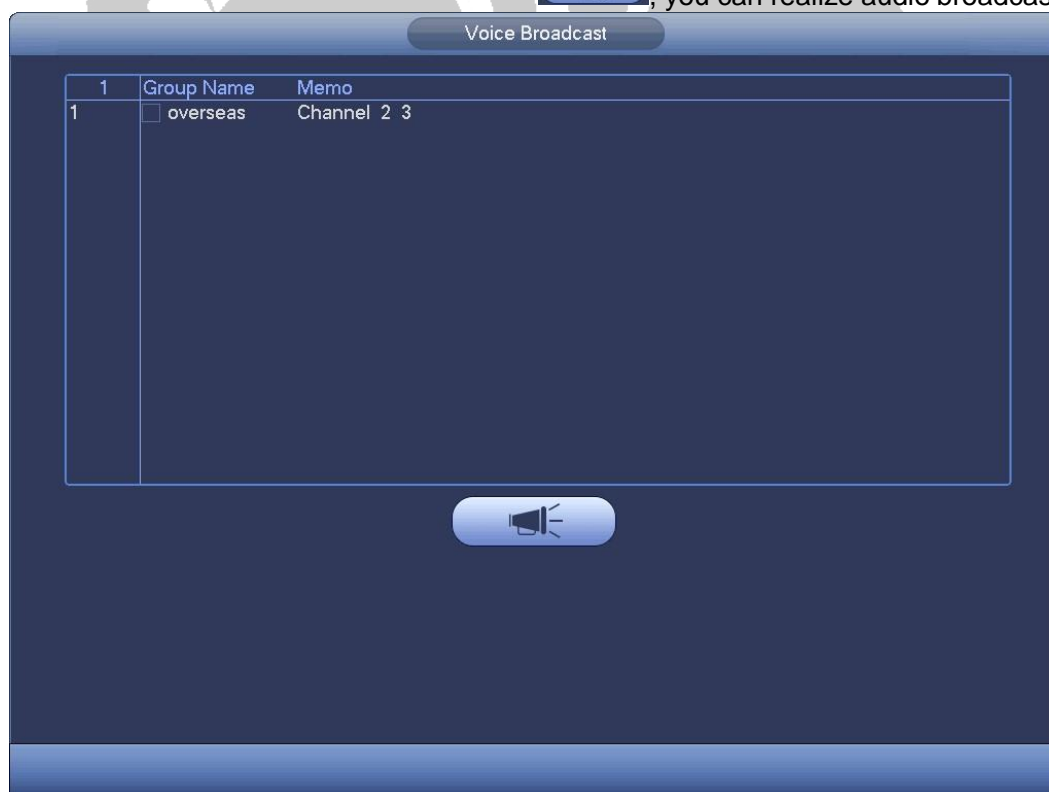 , you can realize audio broadcas
Voice Broadcast
1 Group Name Memo
1 overseas Channel 2 3